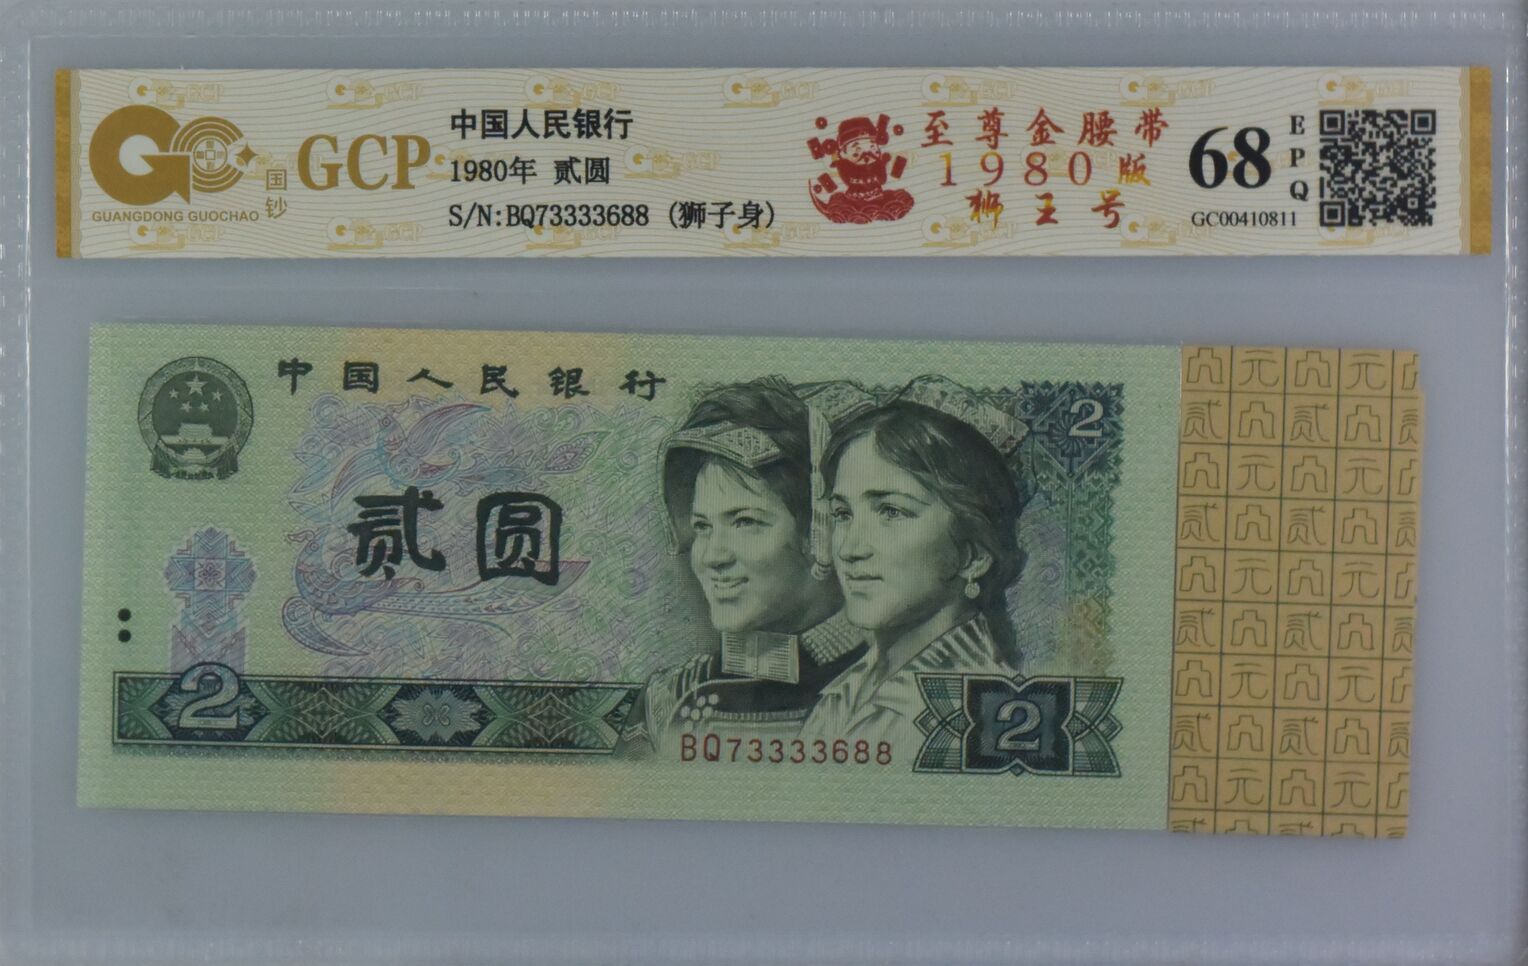 GCP
国钞
GUANGDONG GUOCHAO
中国人民银行
1980年 贰圆
S/N:BQ73333688 (狮子身)
至尊金腰带
1980版
狮王号
68
EPQ
GC00410811
中国人民银行
贰圆
2
2
2
BQ73333688